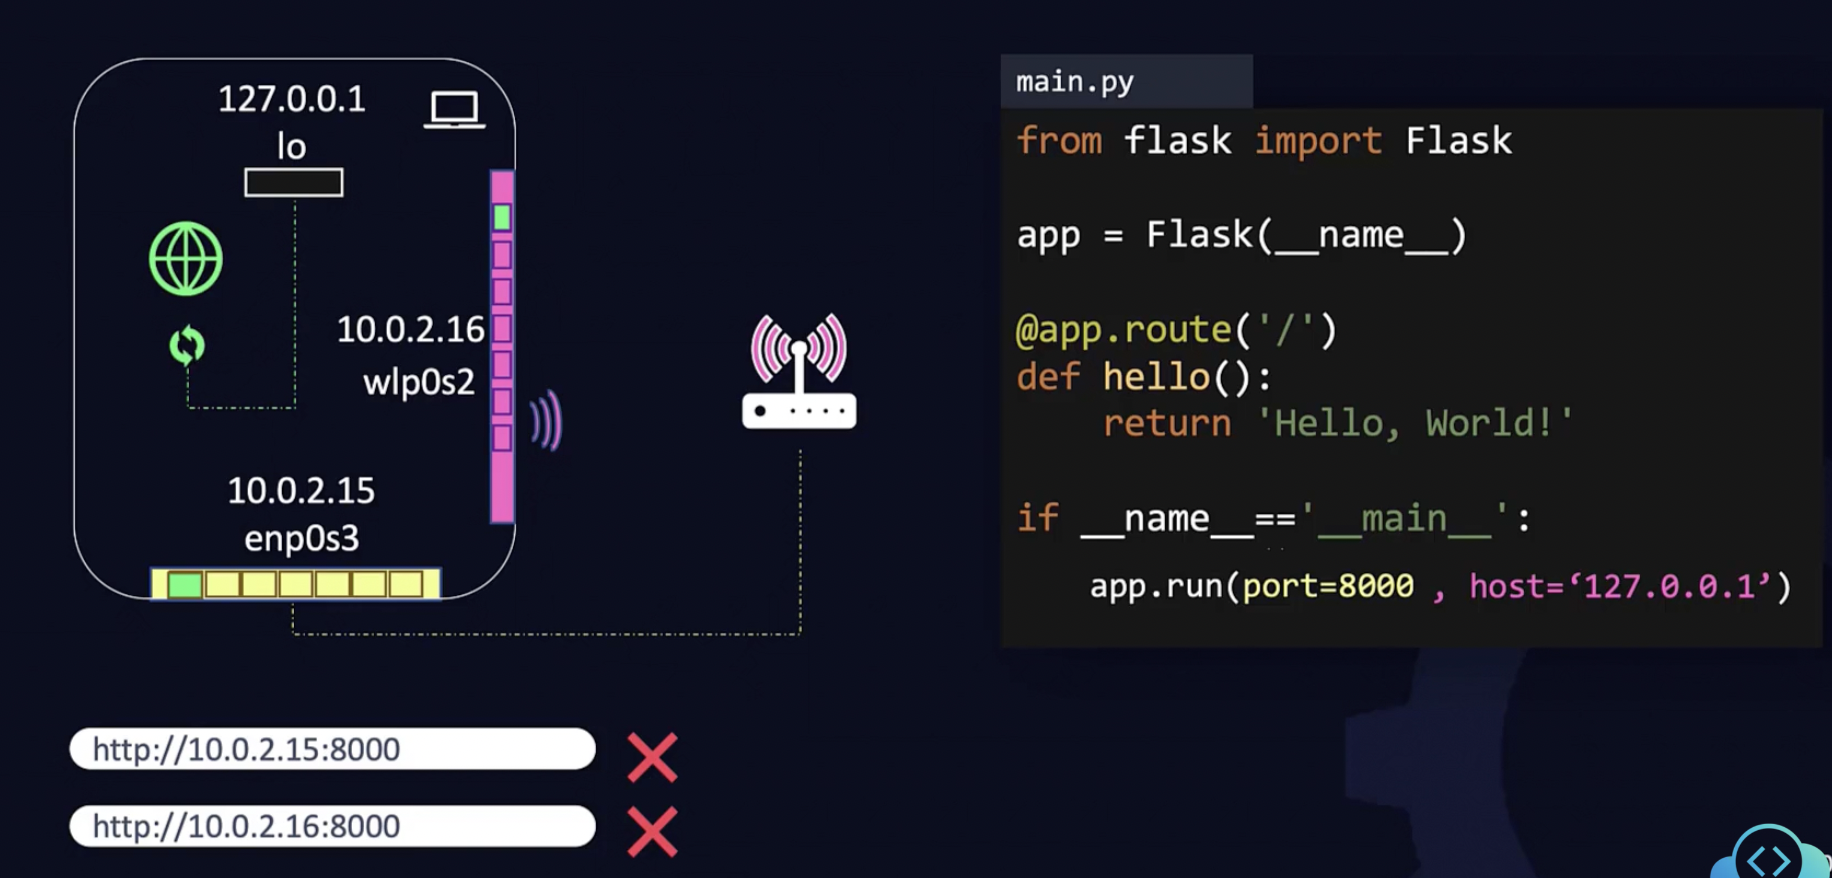 127.0.0.1
lo
10.0.2.16
wlp0s2
10.0.2.15
enp0s3
http://10.0.2.15:8000
http://10.0.2.16:8000
main.py
from flask import Flask
app = Flask(__name__)
@app.route('/')
def hello():
    return 'Hello, World!'
if __name__=='__main__':
    app.run(port=8000 , host=‘127.0.0.1’)